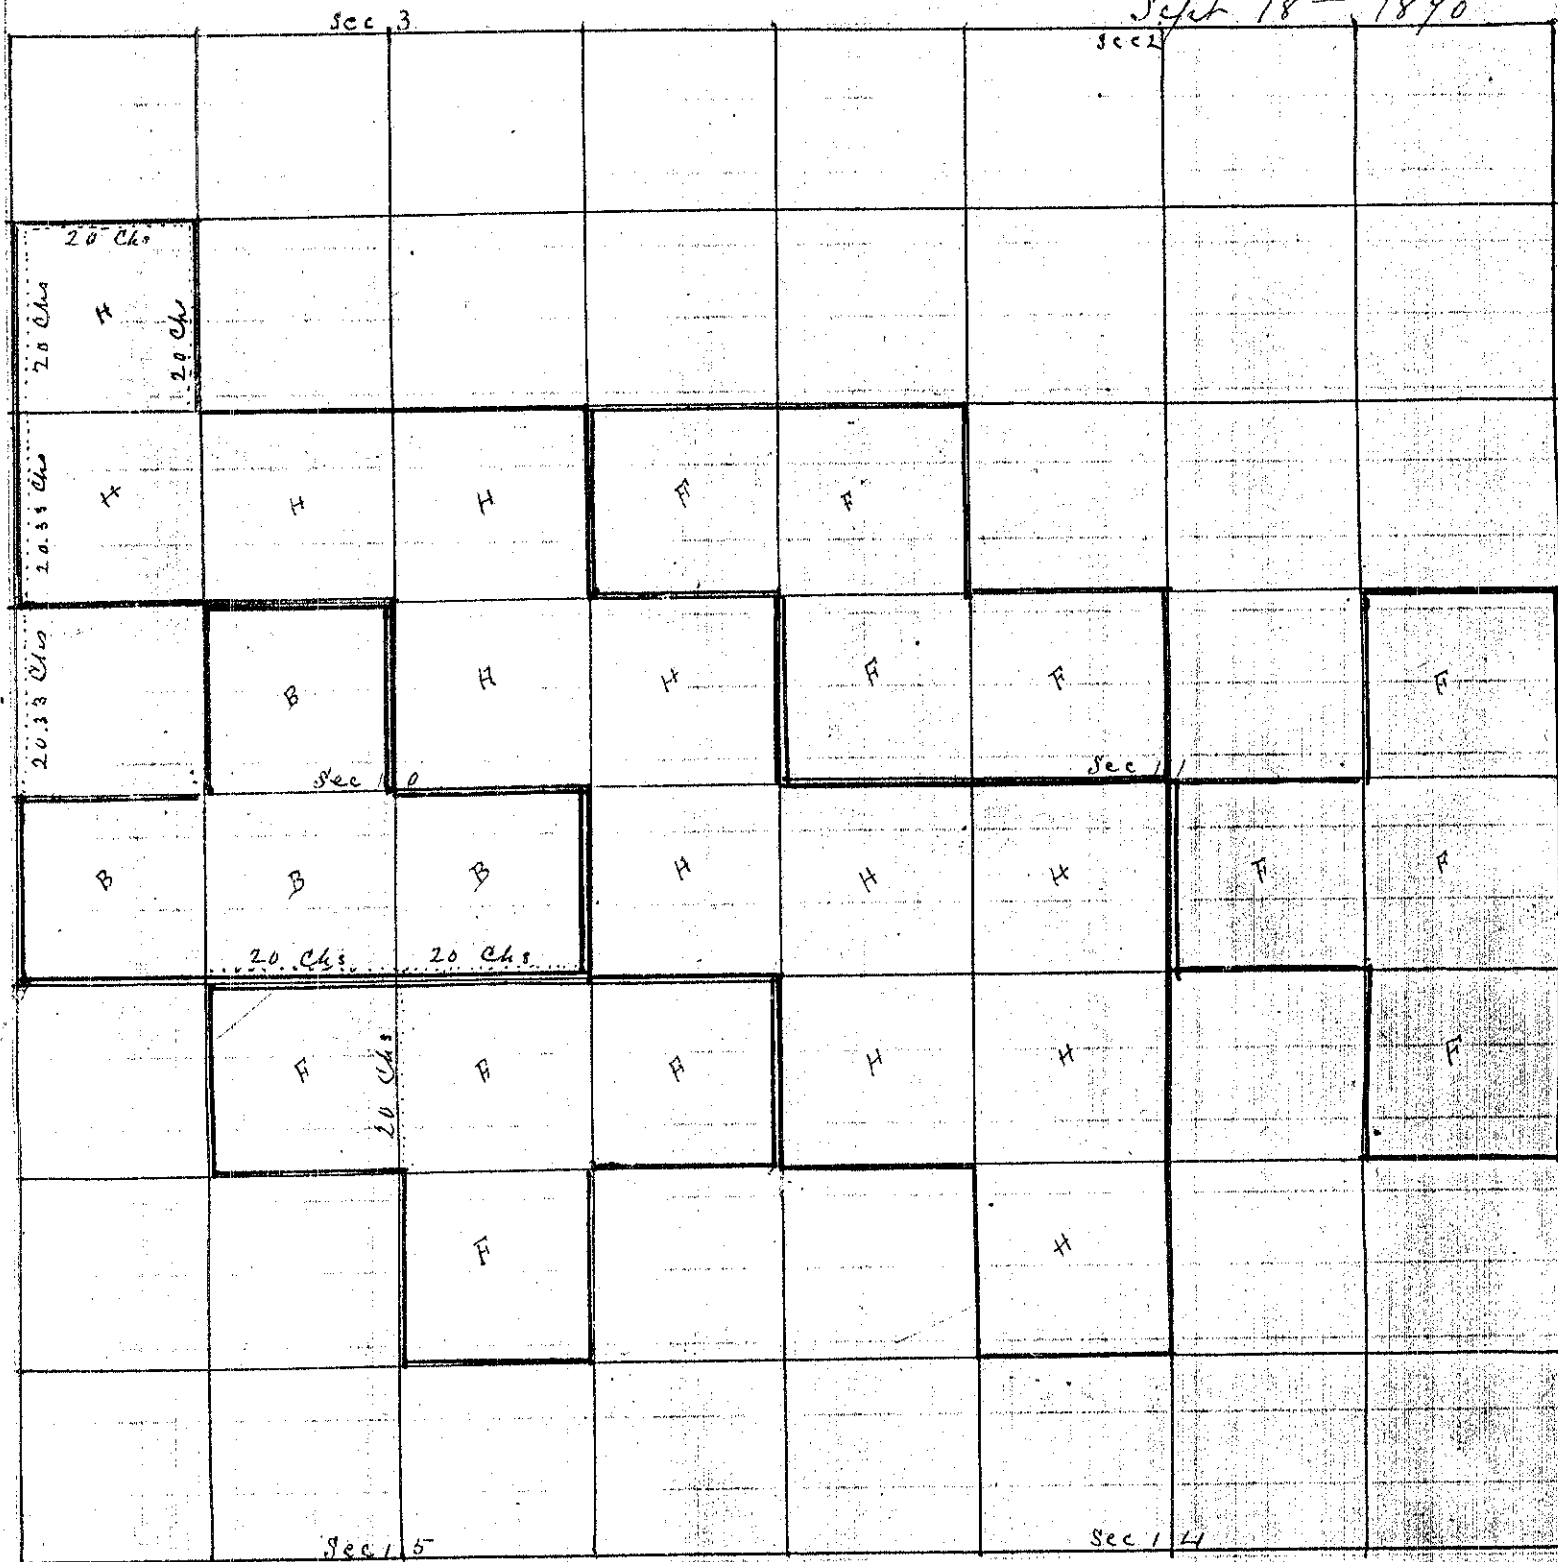 Sept 18 1890
Sec 3
Sec 2
20 Chs
20 Chs
H
20 Chs
20.33 Chs
H H H F F
20.33 Chs
B H H F F F
Sec 10
Sec 11
B B B H H H F F
20 Chs 20 Chs
F 20 Chs F F H H F
F H
Sec 15
Sec 14